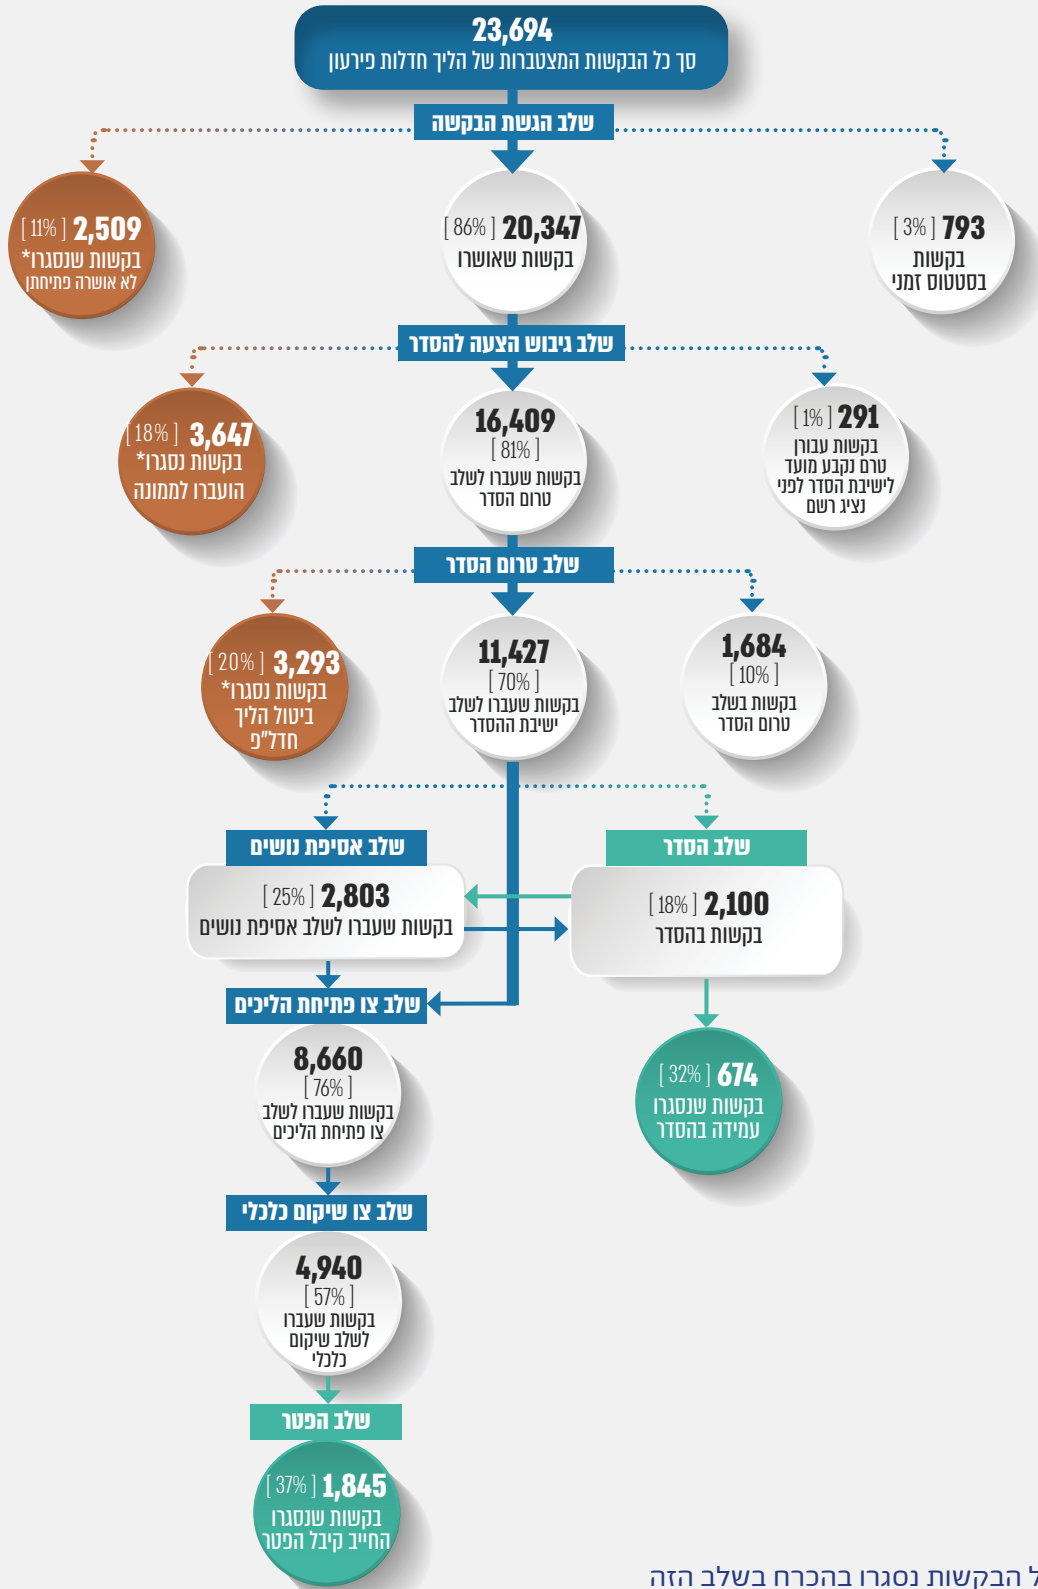 23,694
סך כל הבקשות המצטברות של הליך חדלות פירעון
שלב הגשת הבקשה
793 [ 3% ]
בקשות
בסטטוס זמני
20,347 [ 86% ]
בקשות שאושרו
2,509 [ 11% ]
בקשות שנסגרו*
לא אושרה פתיחתן
שלב גיבוש הצעה להסדר
291 [ 1% ]
בקשות עבורן
טרם נקבע מועד
לישיבת הסדר לפני
נציג רשם
16,409
[ 81% ]
בקשות שעברו לשלב
טרום הסדר
3,647 [ 18% ]
בקשות נסגרו*
הועברו לממונה
שלב טרום הסדר
1,684
[ 10% ]
בקשות בשלב
טרום הסדר
11,427
[ 70% ]
בקשות שעברו לשלב
ישיבת ההסדר
3,293 [ 20% ]
בקשות נסגרו*
ביטול הליך
חדל"פ
שלב הסדר
2,100 [ 18% ]
בקשות בהסדר
שלב אסיפת נושים
2,803 [ 25% ]
בקשות שעברו לשלב אסיפת נושים
674 [ 32% ]
בקשות שנסגרו
עמידה בהסדר
שלב צו פתיחת הליכים
8,660
[ 76% ]
בקשות שעברו לשלב
צו פתיחת הליכים
שלב צו שיקום כלכלי
4,940
[ 57% ]
בקשות שעברו
לשלב שיקום
כלכלי
שלב הפטר
1,845 [ 37% ]
בקשות שנסגרו
החייב קיבל הפטר
הבקשות נסגרו בהכרח בשלב הזה